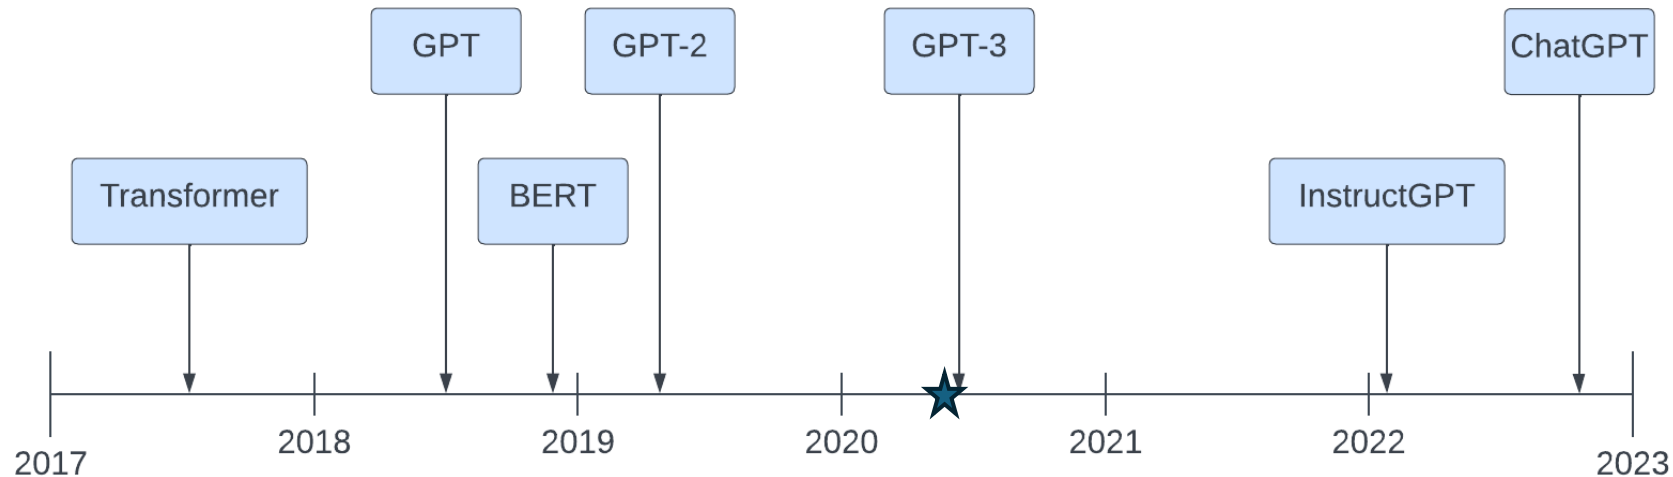 GPT
GPT-2
GPT-3
ChatGPT
Transformer
BERT
InstructGPT
2017
2018
2019
2020
2021
2022
2023